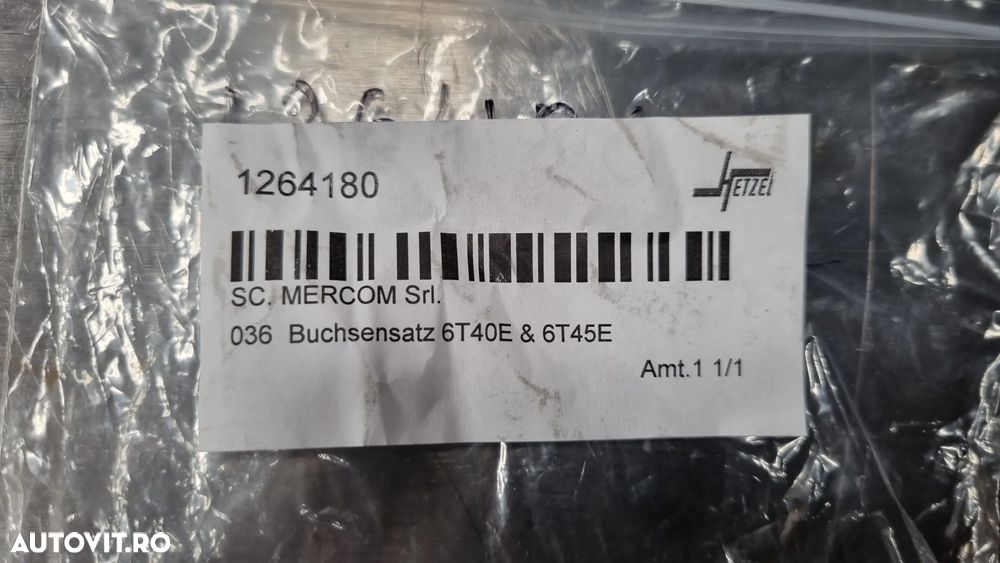 1264180
HETZEL
SC. MERCOM Srl.
036 Buchsensatz 6T40E & 6T45E
Amt.1 1/1
AUTOVIT.RO